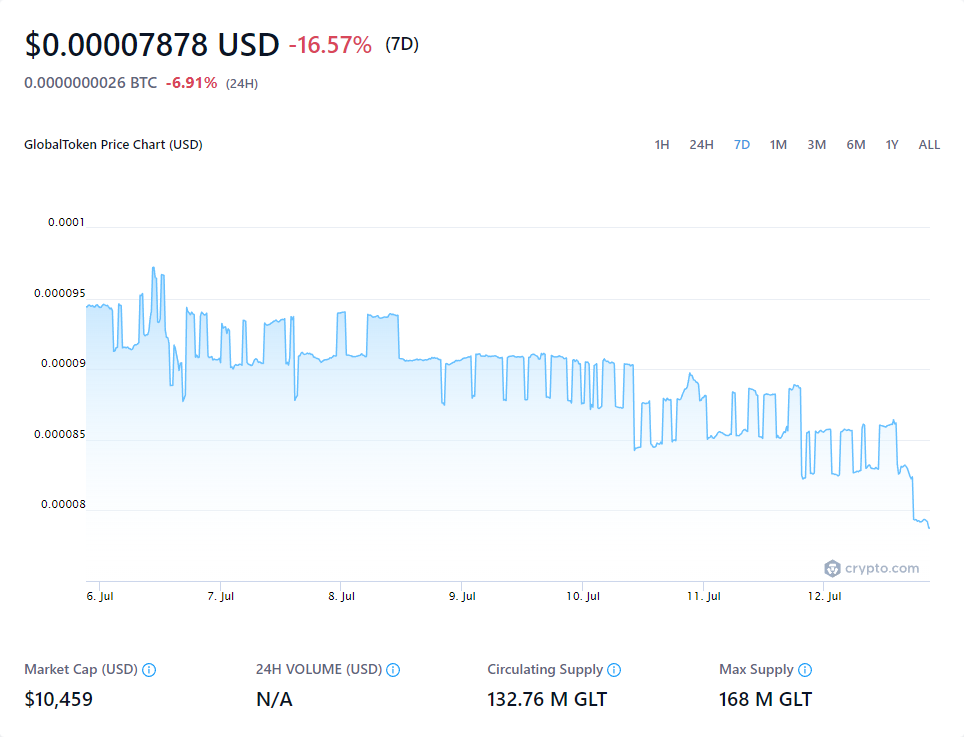 $0.00007878 USD -16.57% (7D)
0.0000000026 BTC -6.91% (24H)
GlobalToken Price Chart (USD) 1H 24H 7D 1M 3M 6M 1Y ALL
0.0001
0.000095
0.00009
0.000085
0.00008
crypto.com
6. Jul 7. Jul 8. Jul 9. Jul 10. Jul 11. Jul 12. Jul
Market Cap (USD) 24H VOLUME (USD) Circulating Supply Max Supply
$10,459 N/A 132.76 M GLT 168 M GLT